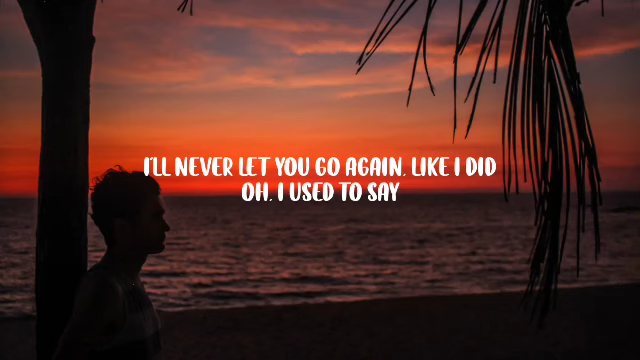 I'LL NEVER LET YOU GO AGAIN, LIKE I DID
OH, I USED TO SAY